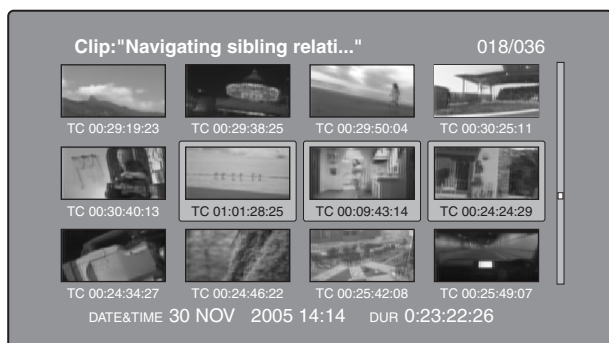 Clip:"Navigating sibling relati..." 018/036
TC 00:29:19:23 TC 00:29:38:25 TC 00:29:50:04 TC 00:30:25:11
TC 00:30:40:13 TC 01:01:28:25 TC 00:09:43:14 TC 00:24:24:29
TC 00:24:34:27 TC 00:24:46:22 TC 00:25:42:08 TC 00:25:49:07
DATE&TIME 30 NOV 2005 14:14 DUR 0:23:22:26